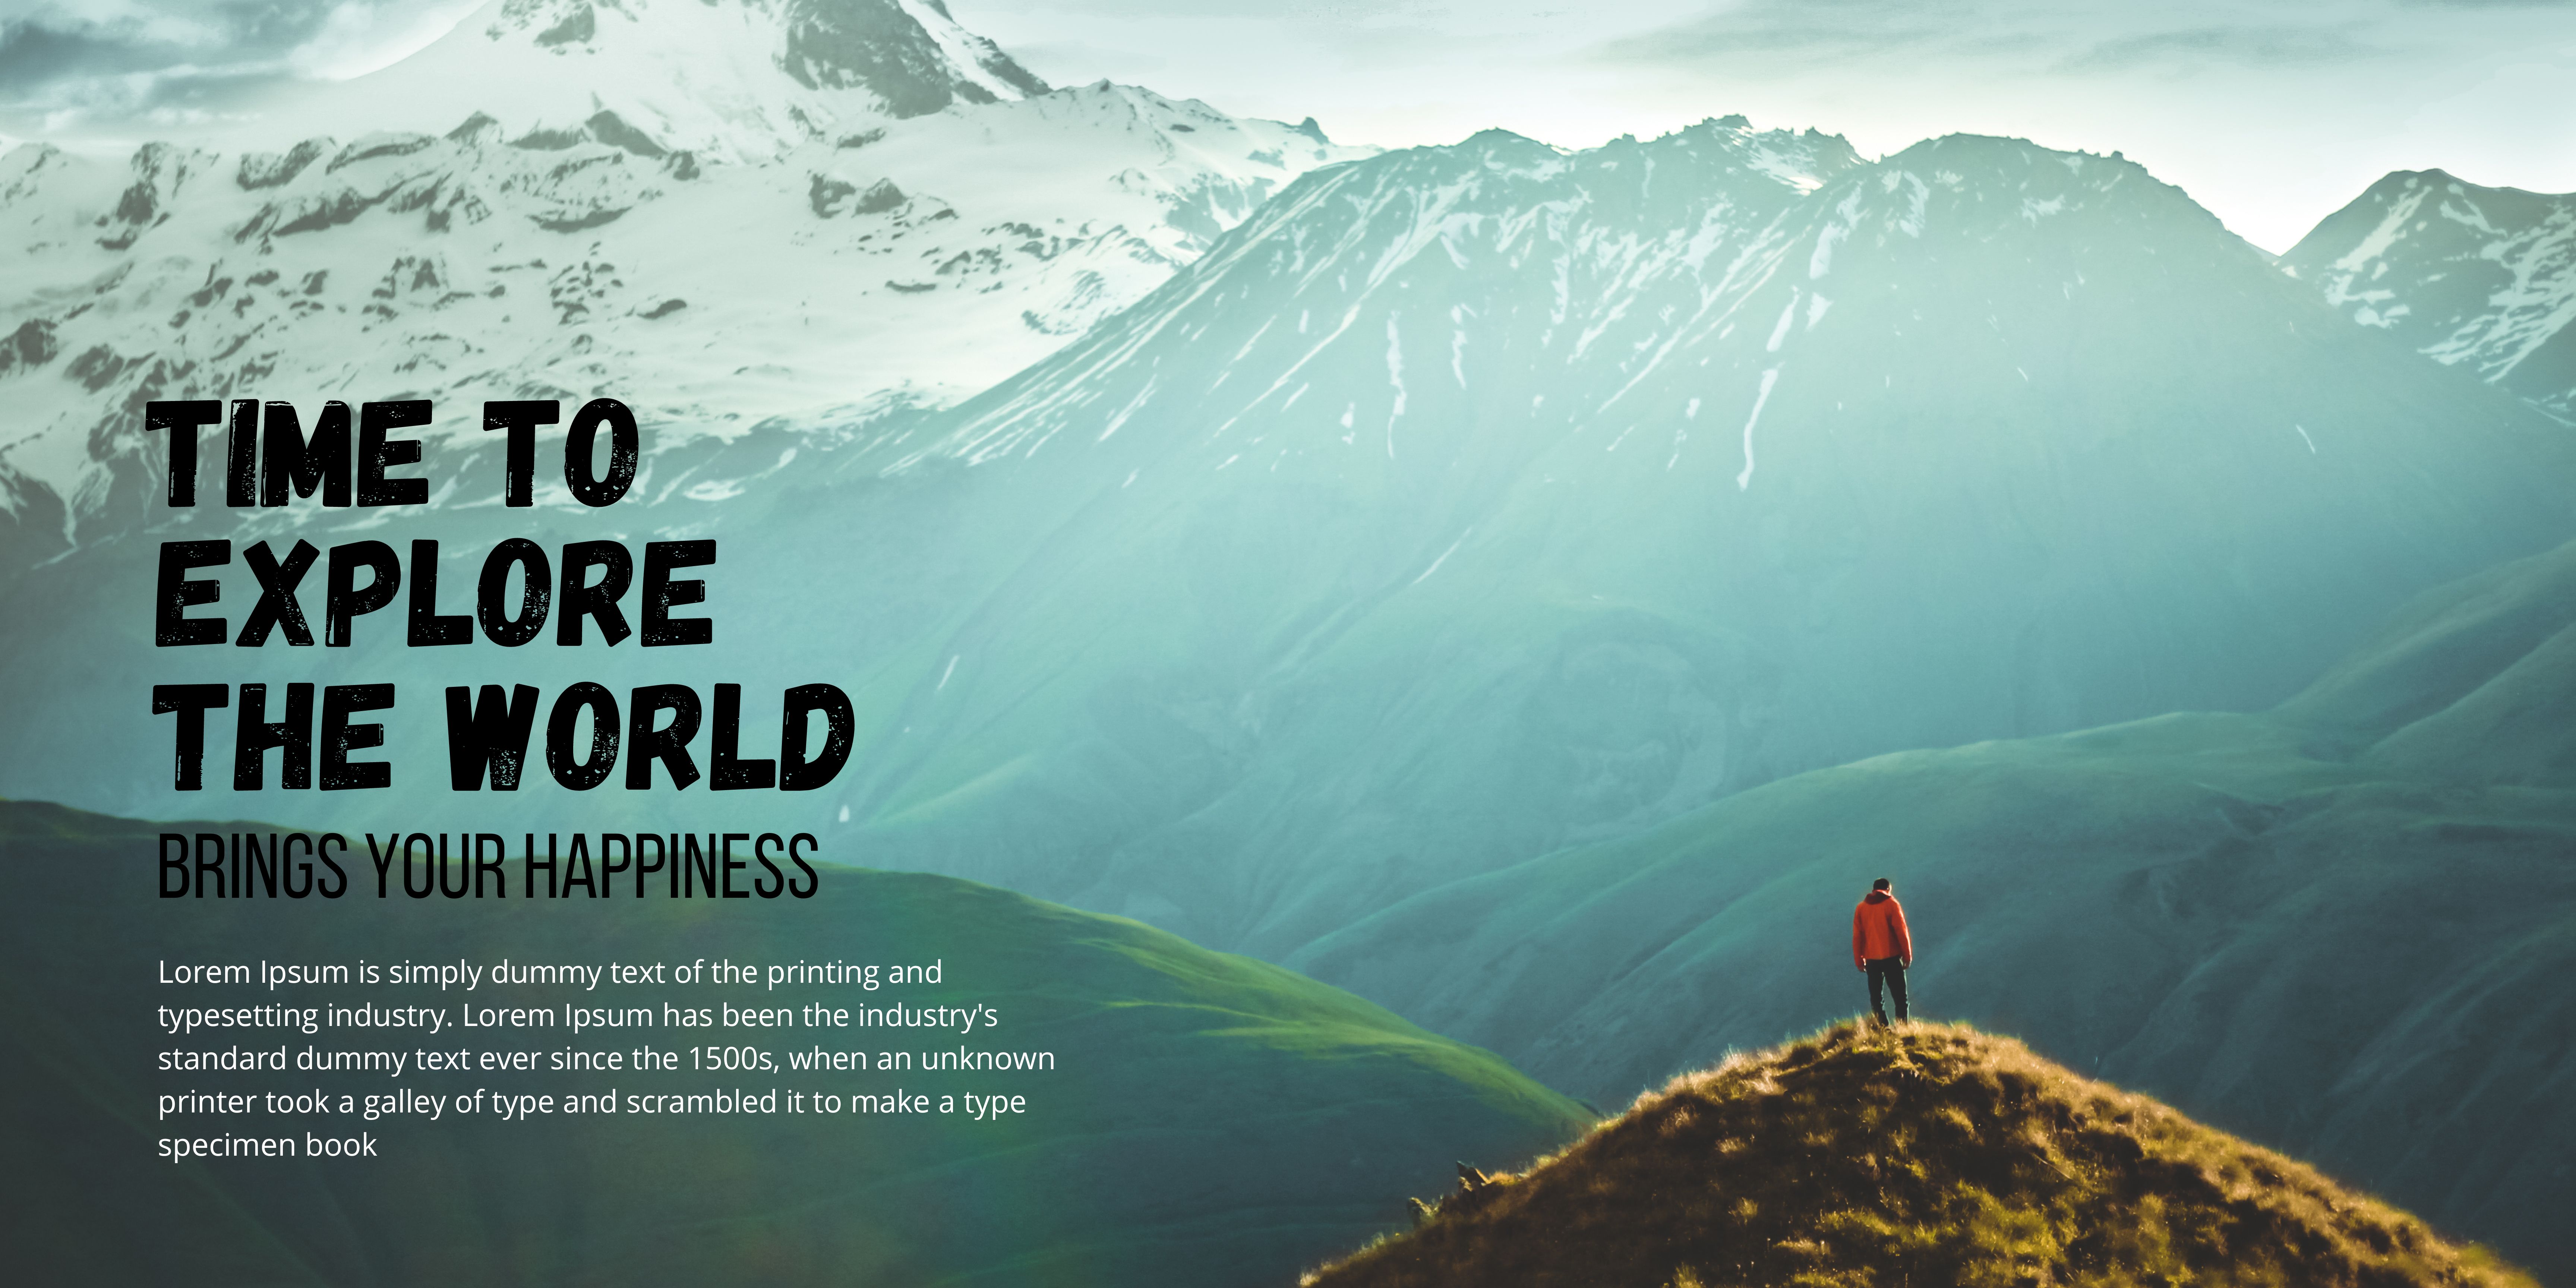 TIME TO
EXPLORE
THE WORLD
BRINGS YOUR HAPPINESS
Lorem Ipsum is simply dummy text of the printing and
typesetting industry. Lorem Ipsum has been the industry's
standard dummy text ever since the 1500s, when an unknown
printer took a galley of type and scrambled it to make a type
specimen book